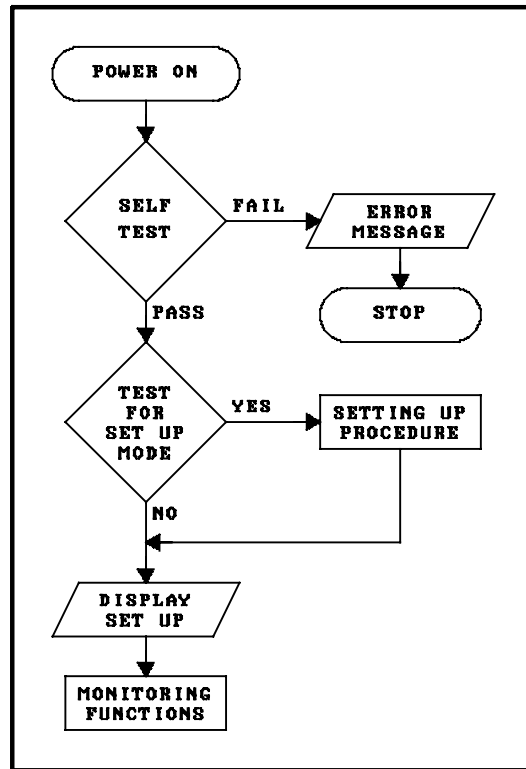 POWER ON
SELF
TEST
FAIL
ERROR
MESSAGE
STOP
PASS
TEST
FOR
SET UP
MODE
YES
SETTING UP
PROCEDURE
NO
DISPLAY
SET UP
MONITORING
FUNCTIONS